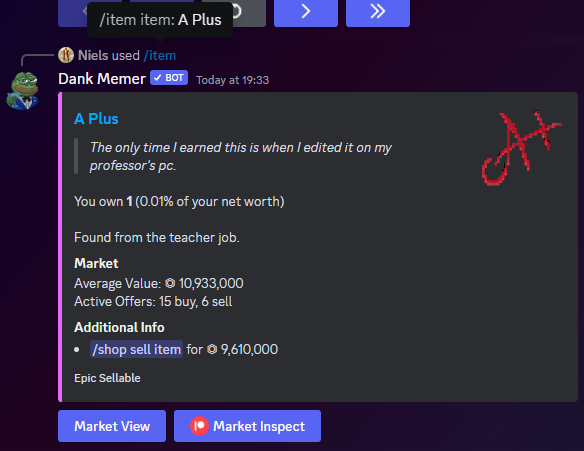 /item item: A Plus
Niels used /item
Dank Memer ✓ BOT Today at 19:33
A Plus
The only time I earned this is when I edited it on my
professor's pc.
You own 1 (0.01% of your net worth)
Found from the teacher job.
Market
Average Value: ⏣ 10,933,000
Active Offers: 15 buy, 6 sell
Additional Info
• /shop sell item for ⏣ 9,610,000
Epic Sellable
Market View
Market Inspect